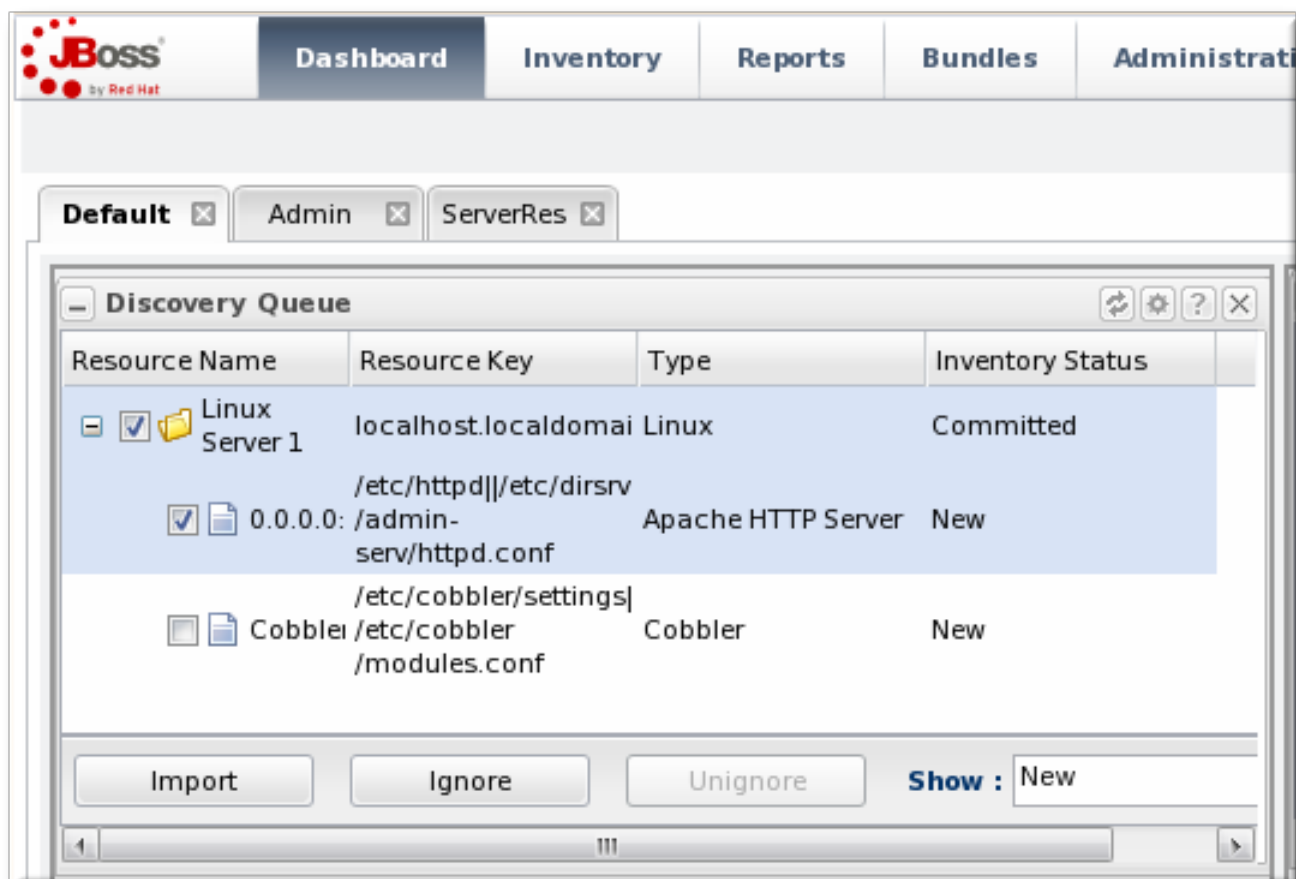 JBoss
by Red Hat
Dashboard Inventory Reports Bundles Administrati
Default Admin ServerRes
Discovery Queue
Resource Name Resource Key Type Inventory Status
Linux
Server 1
localhost.localdomai Linux Committed
/etc/httpd||/etc/dirsrv
0.0.0.0: /admin- Apache HTTP Server New
serv/httpd.conf
/etc/cobbler/settings|
Cobbler /etc/cobbler Cobbler New
/modules.conf
Import Ignore Unignore Show : New